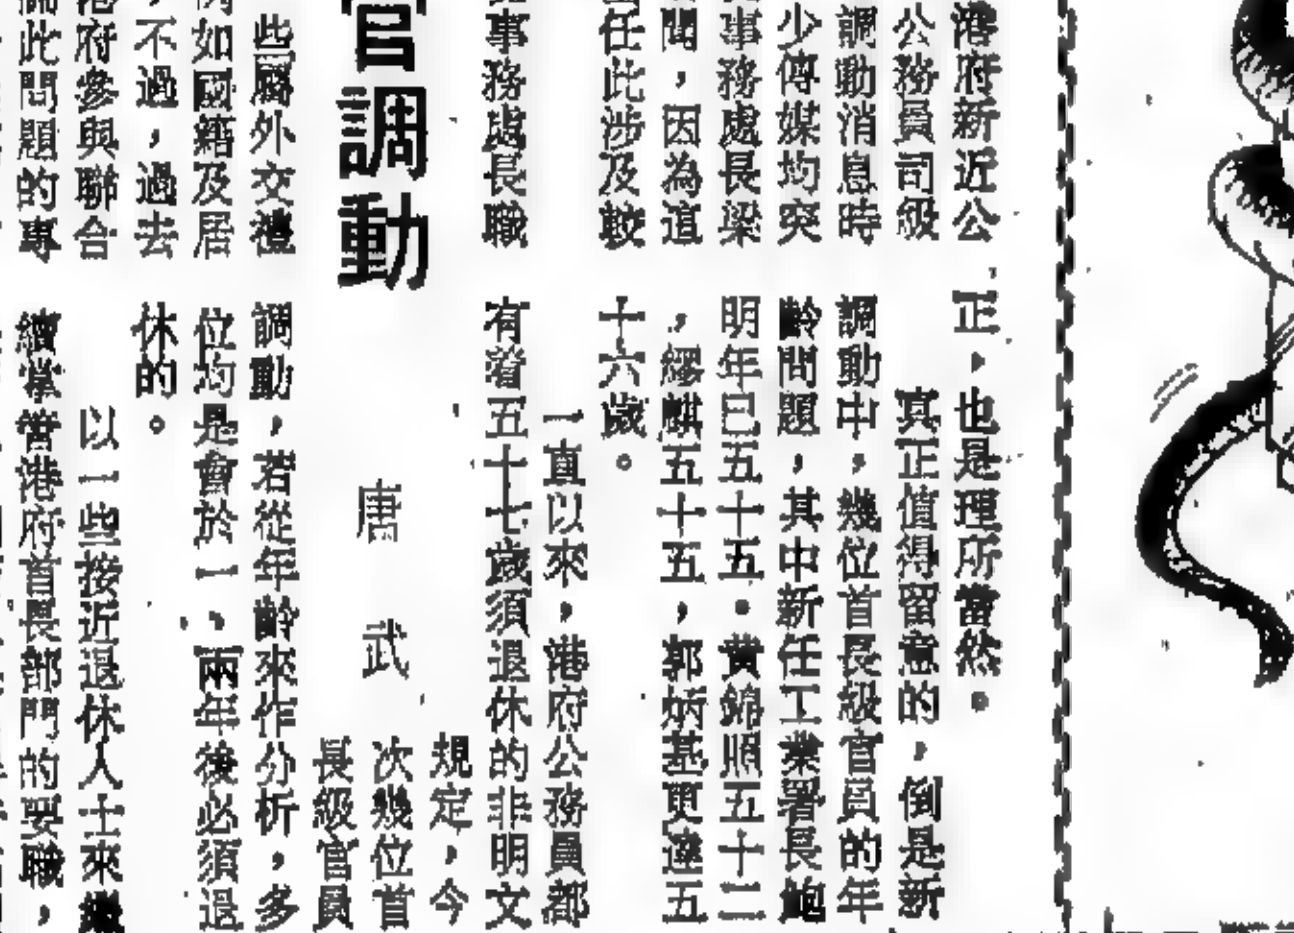 港府新近公
公務員司級
調動消息時
少傳媒均突
事務處長梁
聞，因為這
任此涉及較
事務處長職
官調動
唐武
些屬外交禮
例如國籍及居
不過，過去
港府參與聯合
此問題的專
正，也是理所當然。
真正值得留意的，倒是新
調動中，幾位首長級官員的年
齡問題，其中新任工業署長鮑
明年已五十五。黃錦照五十二
，繆麒五十五，郭炳基更達五
十六歲。
一直以來，港府公務員都
有着五十七歲須退休的非明文
規定，今
次幾位首
長級官員
調動，若從年齡來作分析，多
位均是會於一、兩年後必須退
休的。
以一些接近退休人士來繼
續掌管港府首長部門的要職，